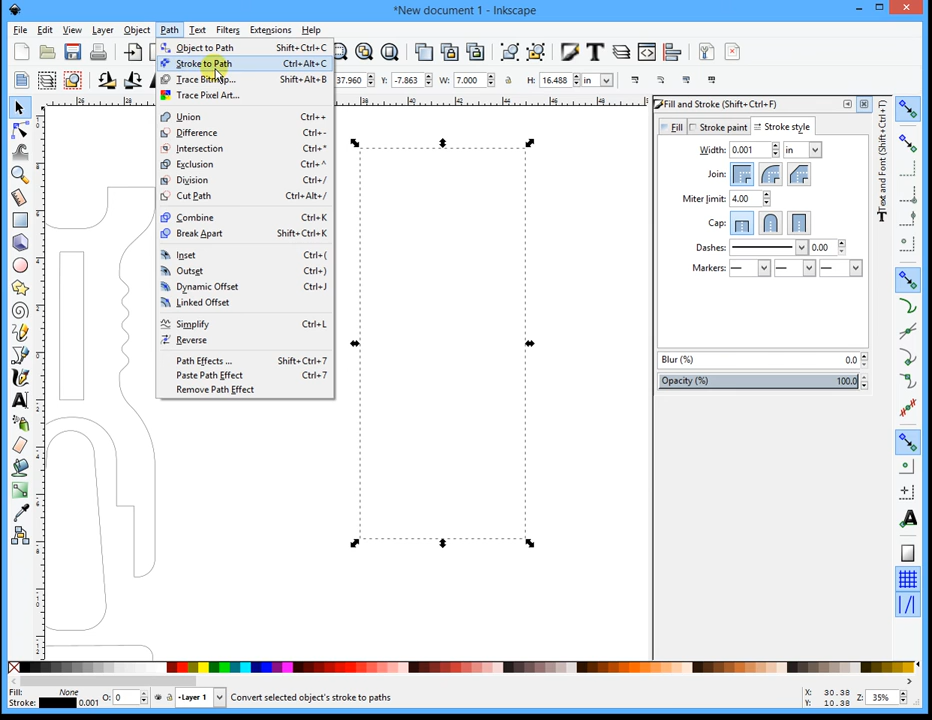 *New document 1 - Inkscape
File Edit View Layer Object Path Text Filters Extensions Help
Object to Path Shift+Ctrl+C
Stroke to Path Ctrl+Alt+C
Trace Bitmap... Shift+Alt+B
Trace Pixel Art...
Union Ctrl++
Difference Ctrl+-
Intersection Ctrl+*
Exclusion Ctrl+^
Division Ctrl+/
Cut Path Ctrl+Alt+/
Combine Ctrl+K
Break Apart Shift+Ctrl+K
Inset Ctrl+(
Outset Ctrl+)
Dynamic Offset Ctrl+J
Linked Offset
Simplify Ctrl+L
Reverse
Path Effects ... Shift+Ctrl+7
Paste Path Effect Ctrl+7
Remove Path Effect
37.960 Y: -7.863 W: 7.000 H: 16.488 in
38 40 42 44 46 48
Fill and Stroke (Shift+Ctrl+F)
Fill Stroke paint Stroke style
Width: 0.001 in
Join:
Miter limit: 4.00
Cap:
Dashes: 0.00
Markers:
Blur (%) 0.0
Opacity (%) 100.0
Text and Font (Shift+Ctrl+T)
Fill: None
Stroke: 0.001
O: 0
Layer 1
Convert selected object's stroke to paths
X: 30.38
Y: 10.38
Z: 35%